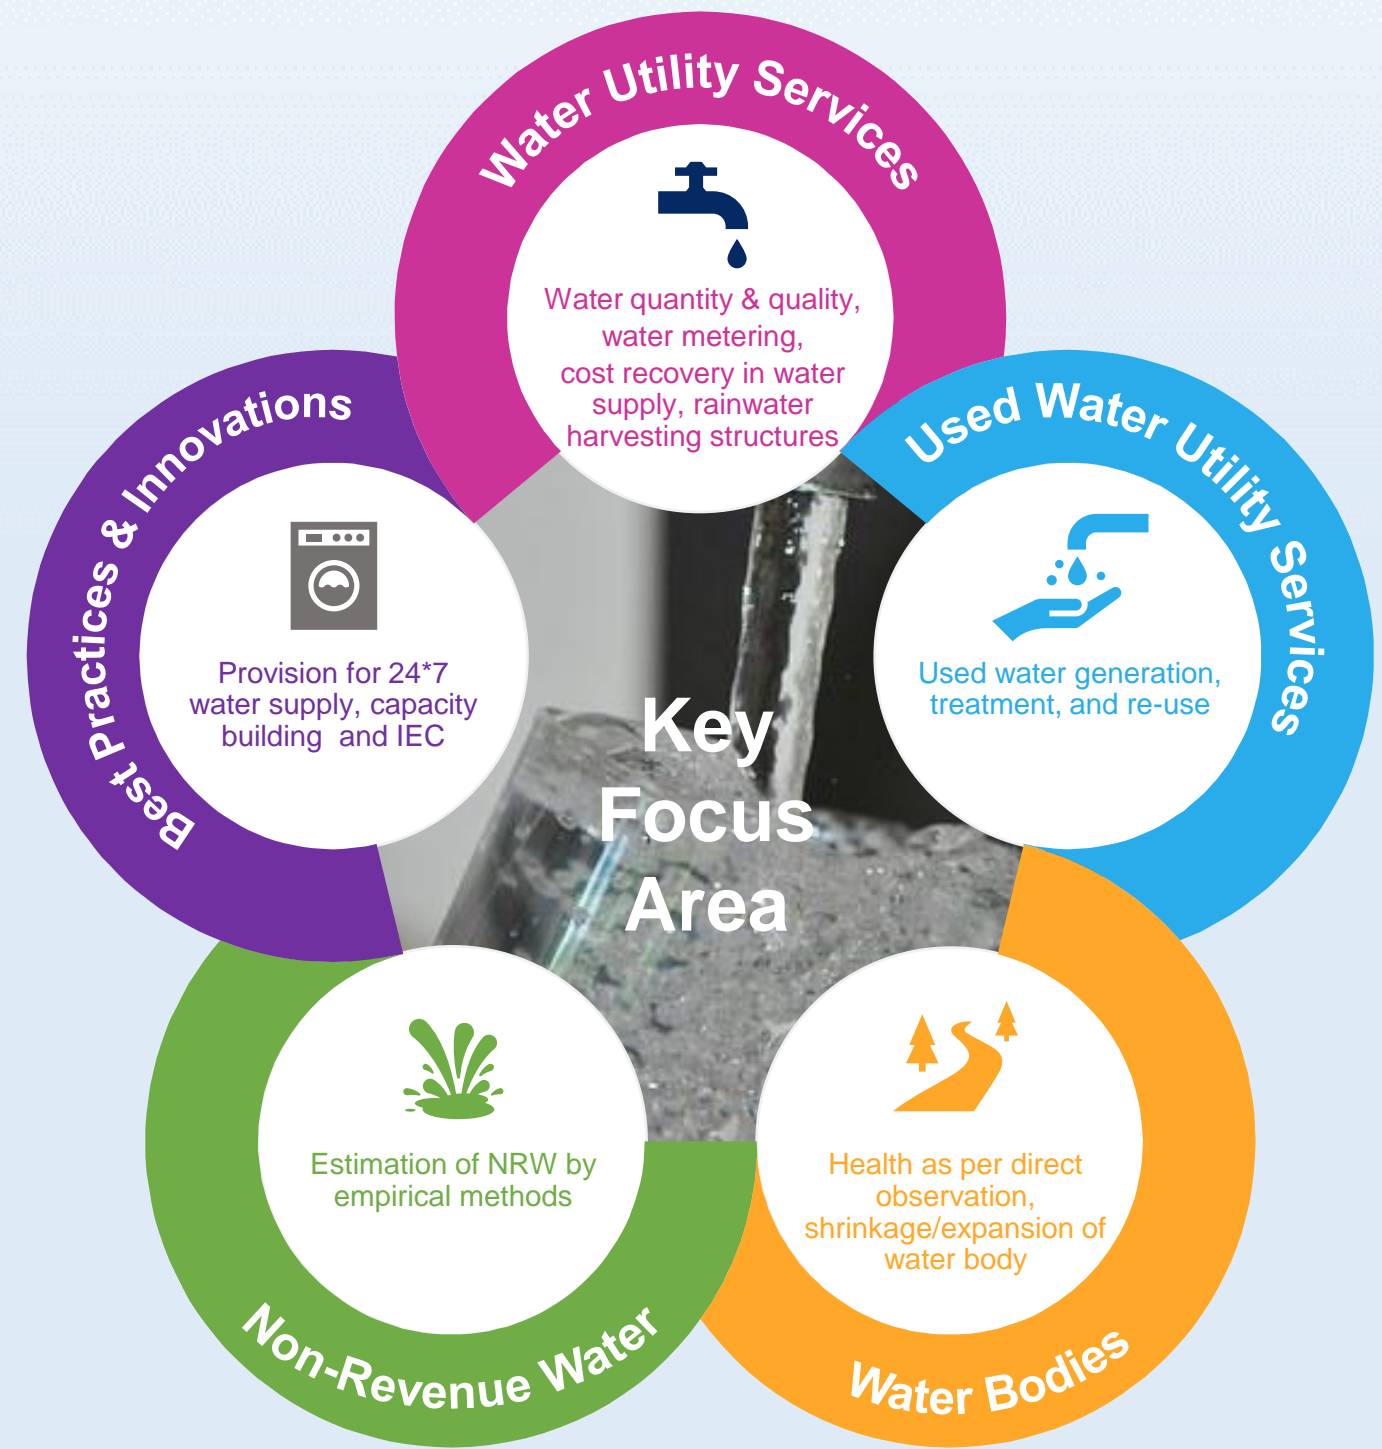 Water Utility Services
Water quantity & quality,
water metering,
cost recovery in water
supply, rainwater
harvesting structures
Used Water Utility Services
Used water generation,
treatment, and re-use
Water Bodies
Health as per direct
observation,
shrinkage/expansion of
water body
Non-Revenue Water
Estimation of NRW by
empirical methods
Best Practices & Innovations
Provision for 24*7
water supply, capacity
building  and IEC
Key
Focus
Area